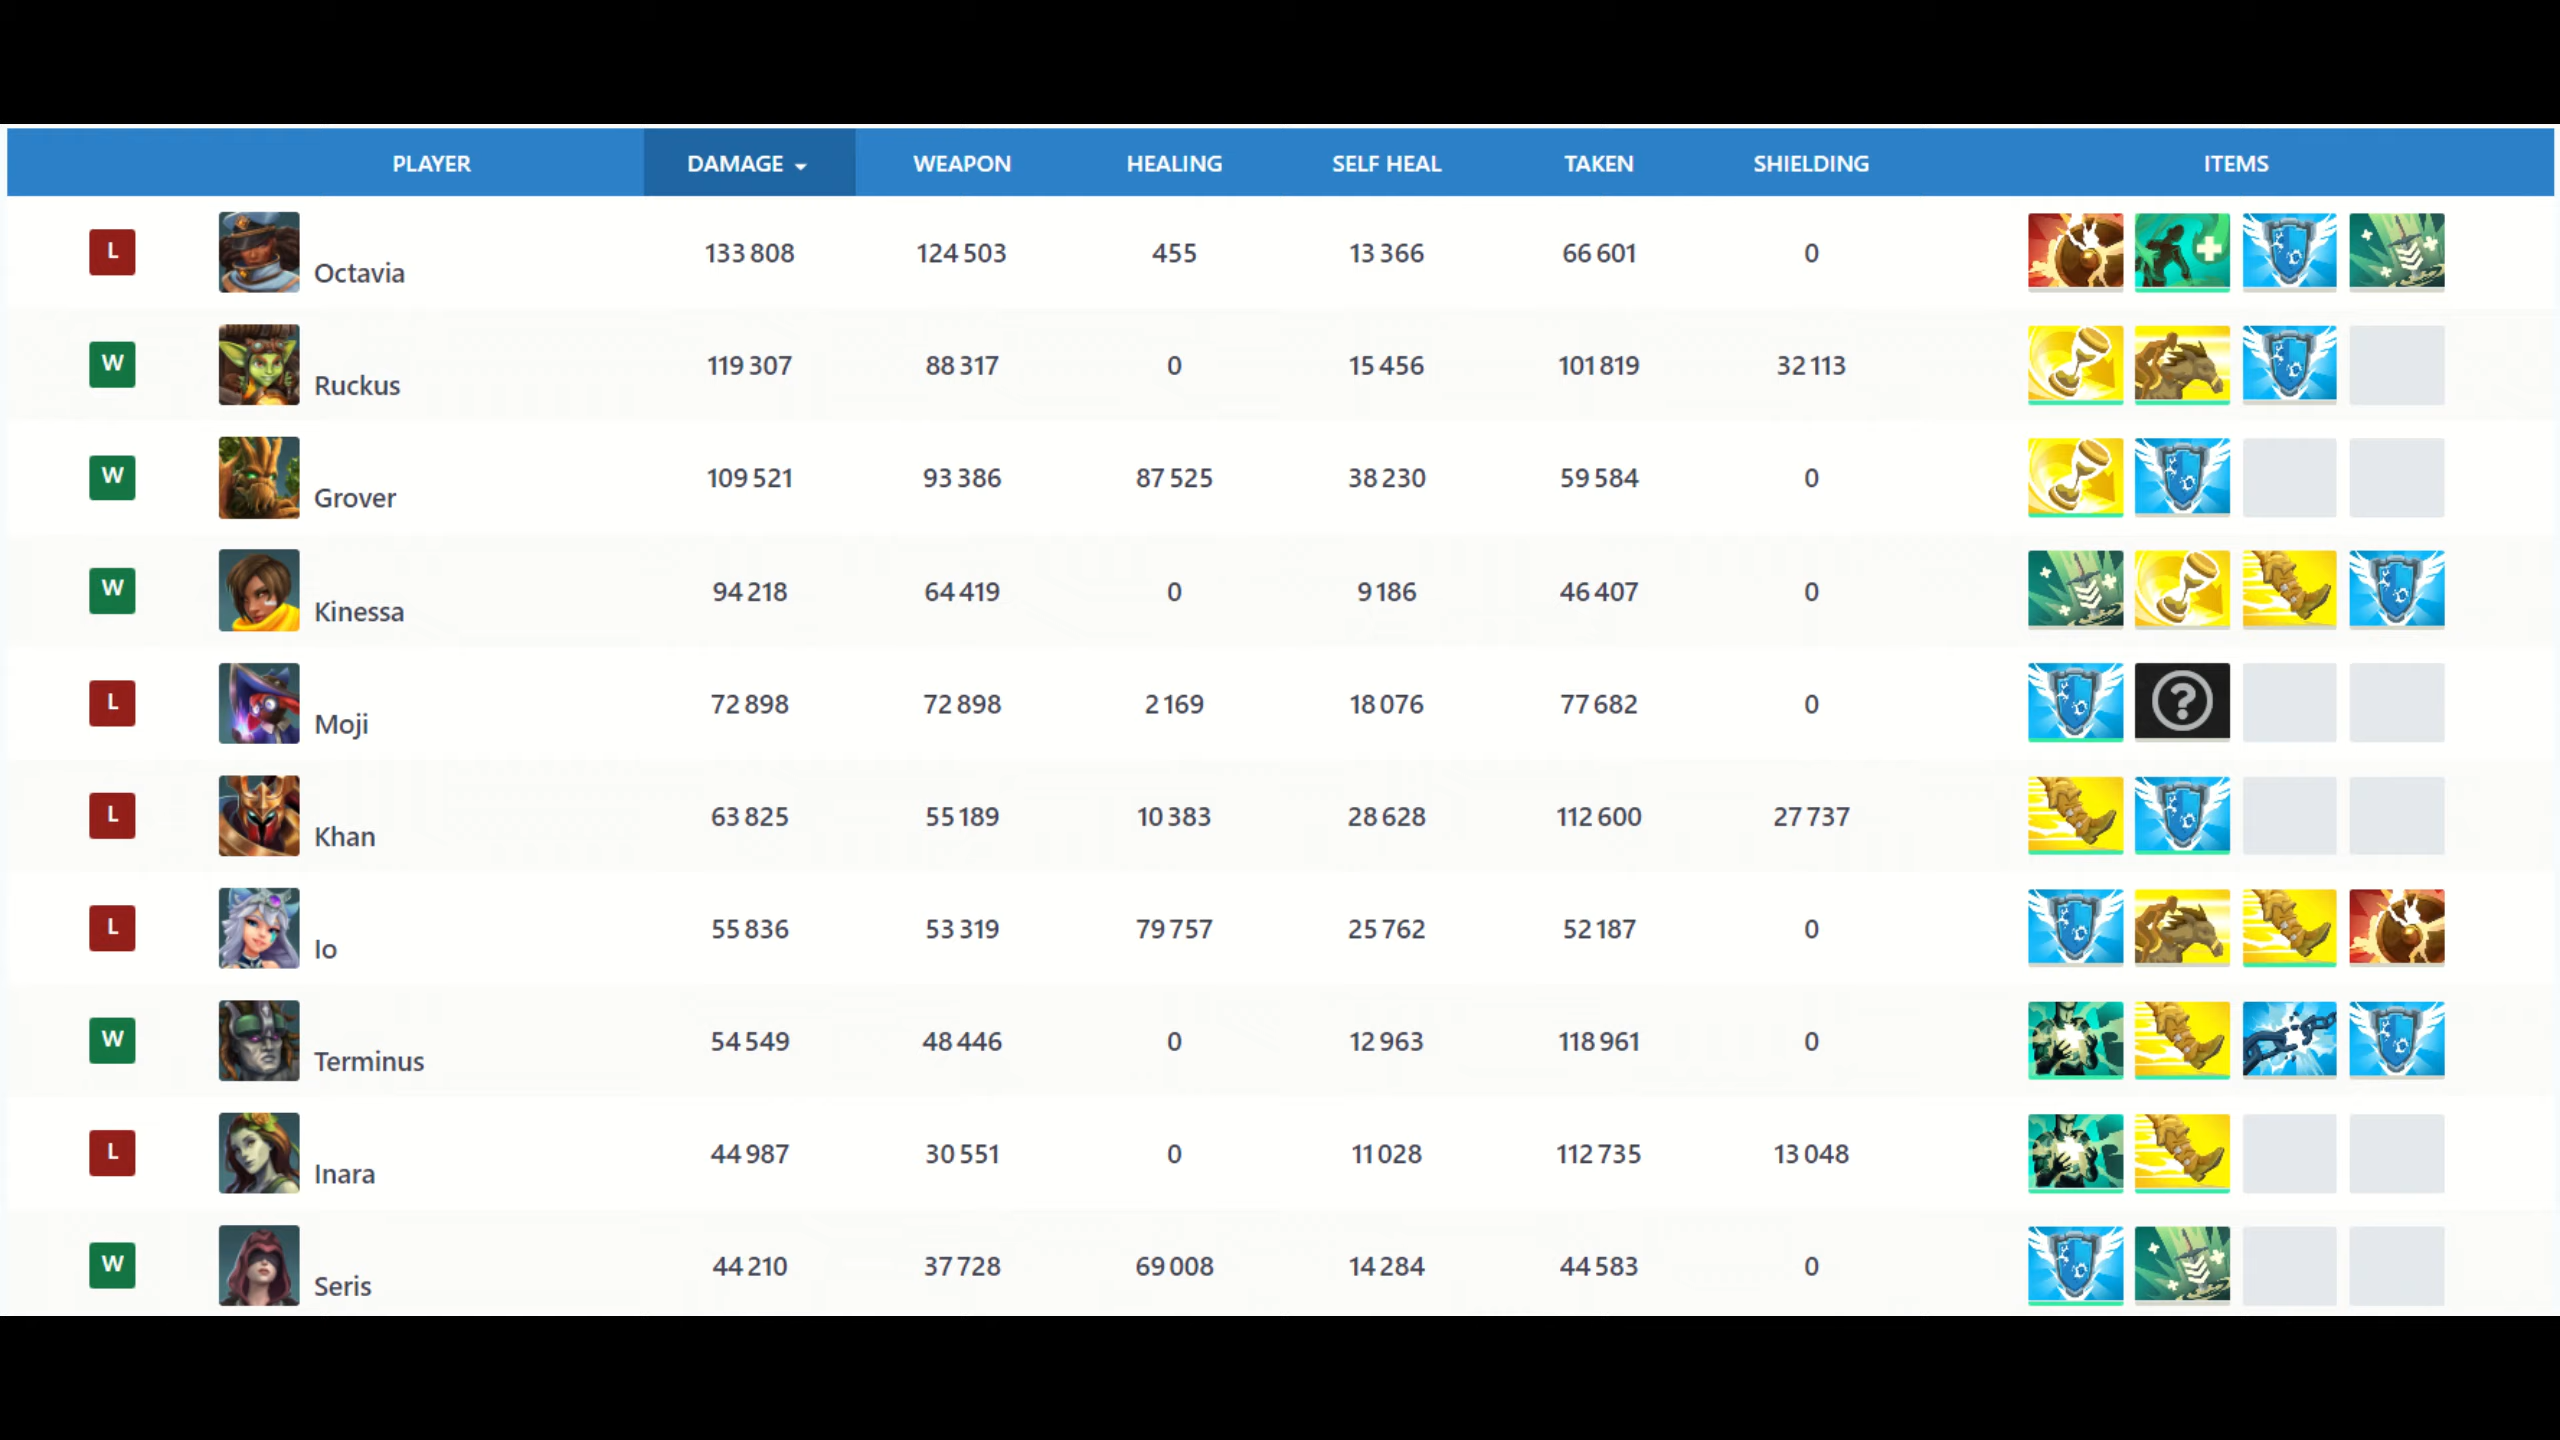 PLAYER DAMAGE WEAPON HEALING SELF HEAL TAKEN SHIELDING ITEMS
L Octavia 133 808 124 503 455 13 366 66 601 0
W Ruckus 119 307 88 317 0 15 456 101 819 32 113
W Grover 109 521 93 386 87 525 38 230 59 584 0
W Kinessa 94 218 64 419 0 9 186 46 407 0
L Moji 72 898 72 898 2 169 18 076 77 682 0 ?
L Khan 63 825 55 189 10 383 28 628 112 600 27 737
L Io 55 836 53 319 79 757 25 762 52 187 0
W Terminus 54 549 48 446 0 12 963 118 961 0
L Inara 44 987 30 551 0 11 028 112 735 13 048
W Seris 44 210 37 728 69 008 14 284 44 583 0